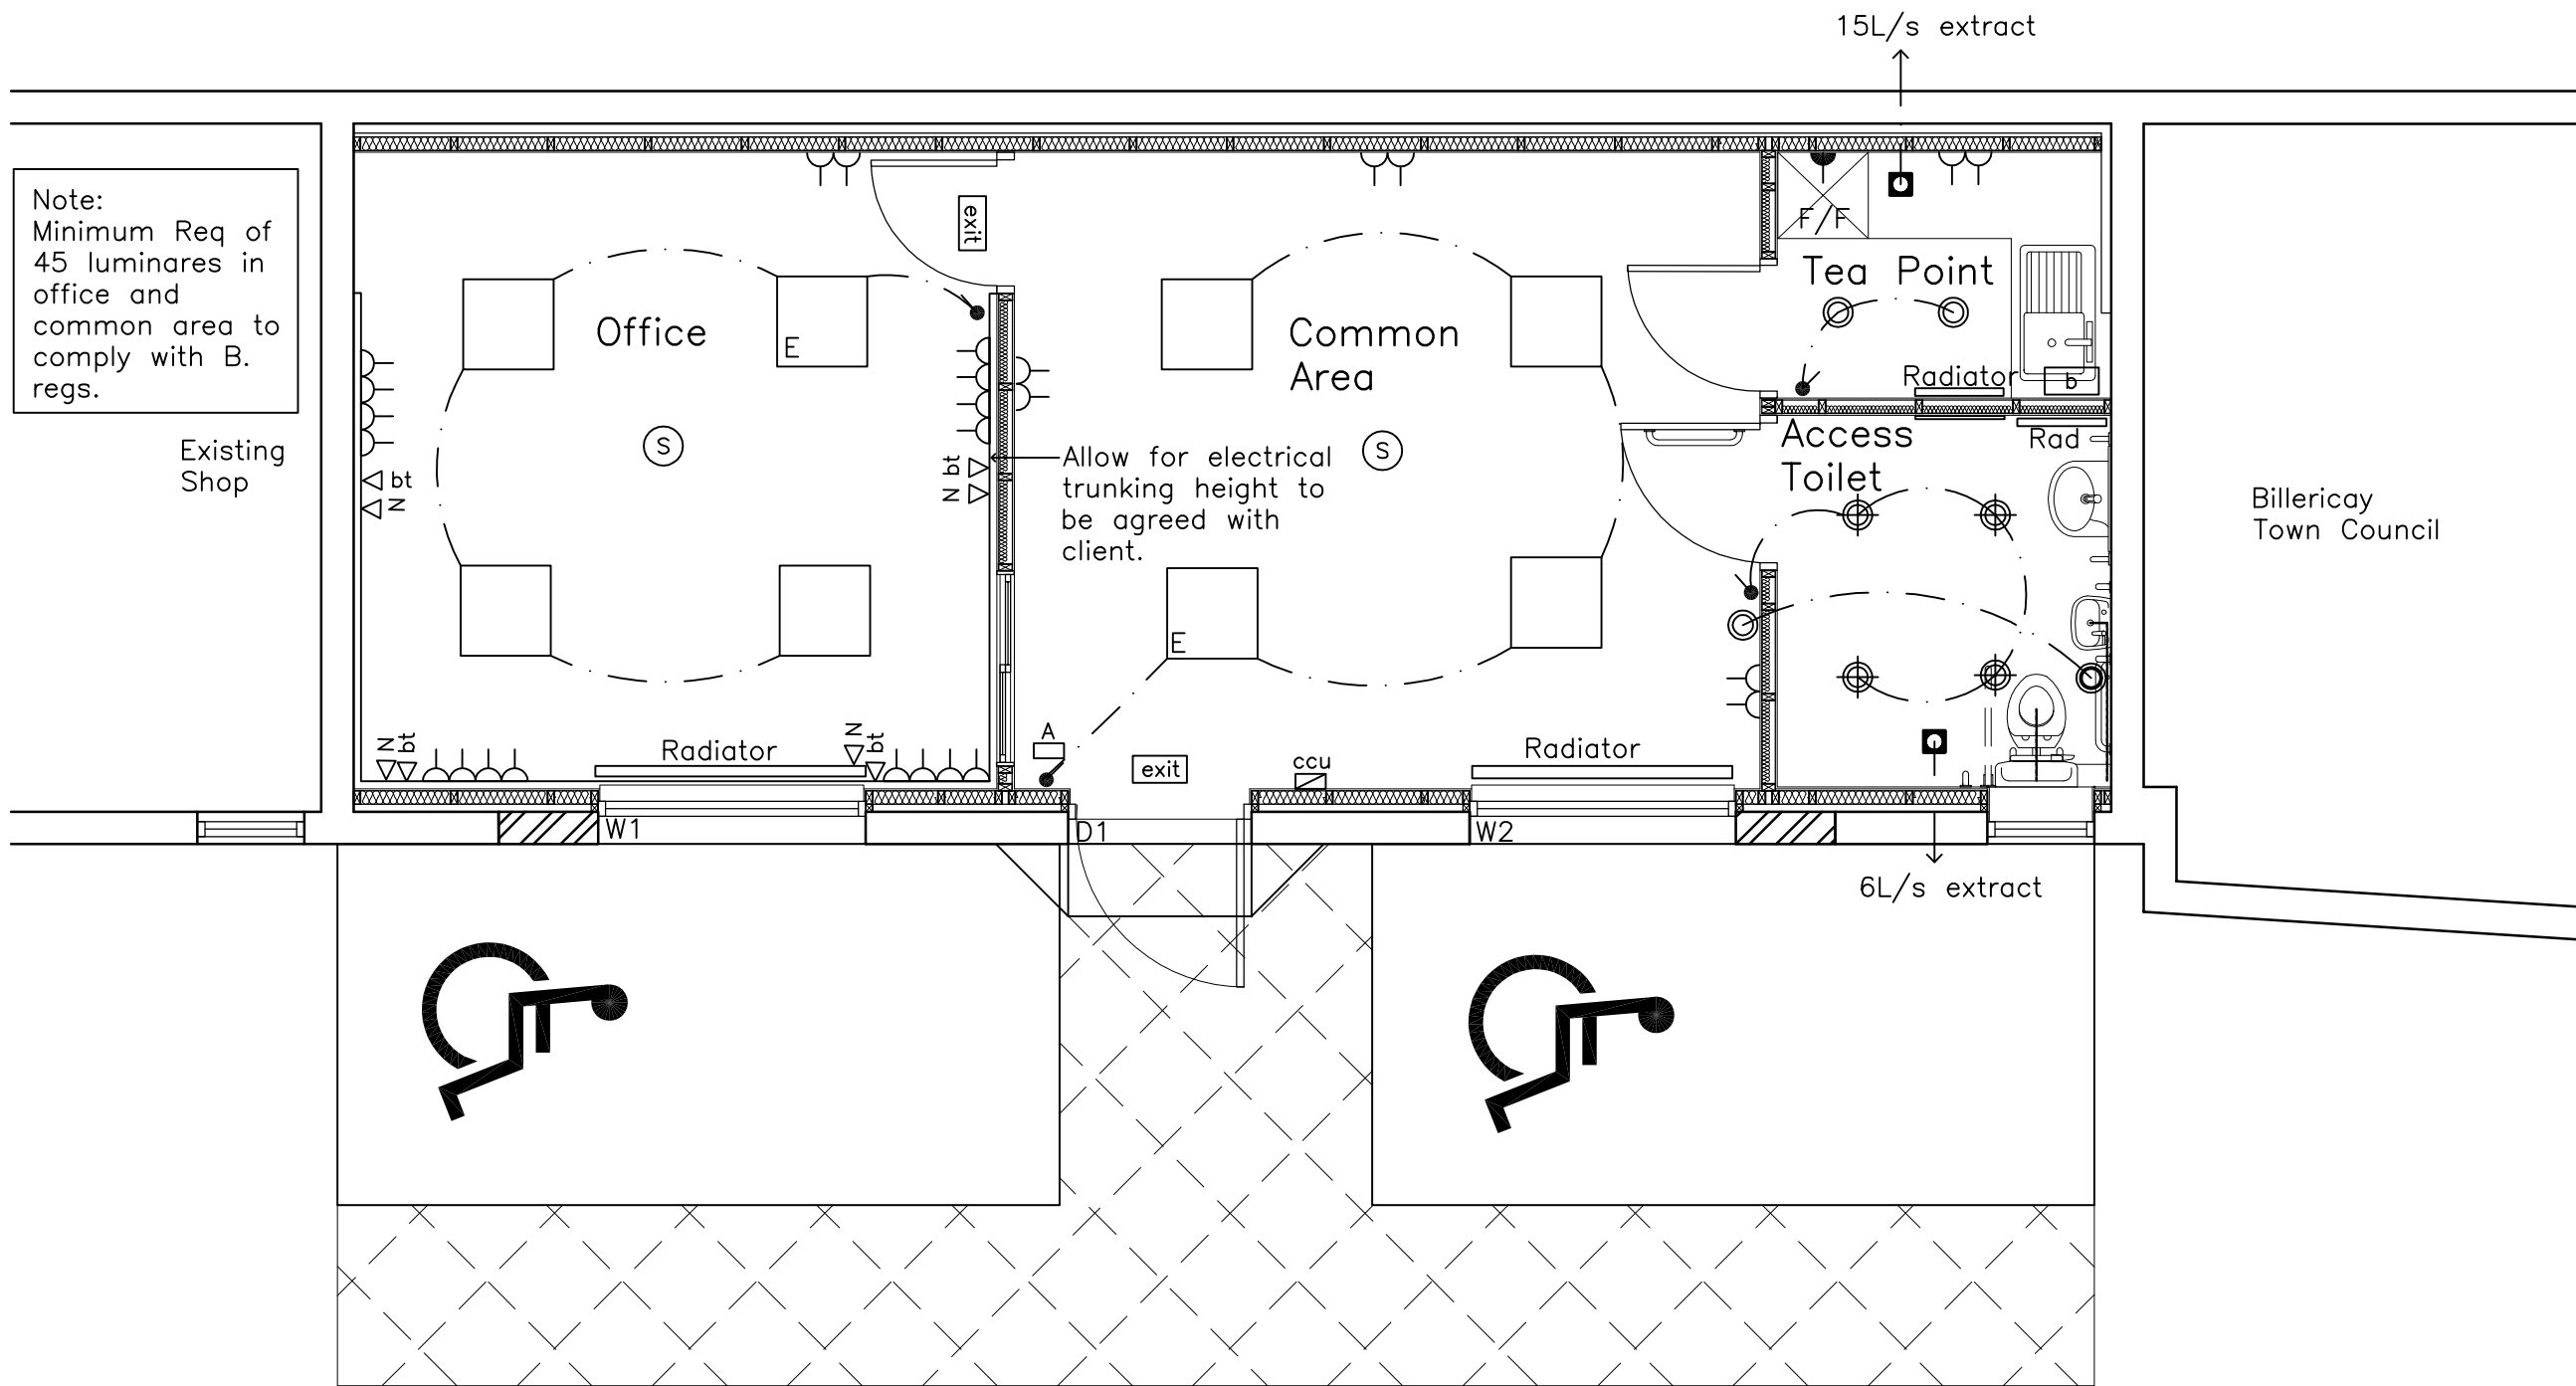 15L/s extract
Note:
Minimum Req of
45 luminares in
office and
common area to
comply with B.
regs.
Existing
Shop
exit
Office
E
S
bt
N
N bt
N
bt
Radiator
N
bt
Common
Area
S
Allow for electrical
trunking height to
be agreed with
client.
E
A
exit
ccu
Radiator
F/F
Tea Point
Radiator
b
Access
Toilet
Rad
Billericay
Town Council
W1
D1
W2
6L/s extract